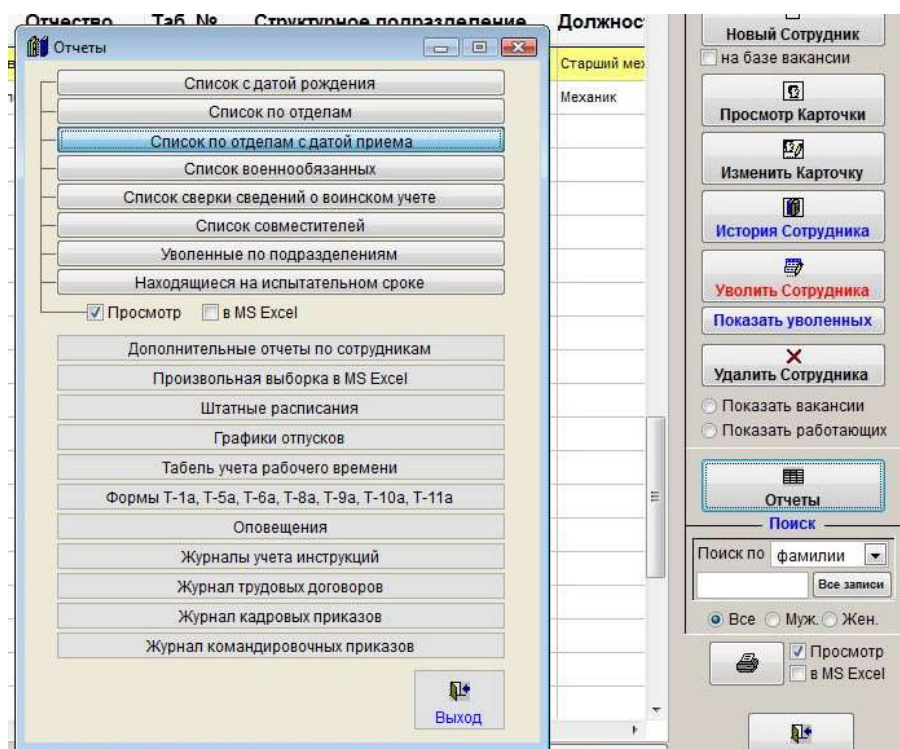 Отчество Таб. № Структурное подразделение Должнос
Отчеты
Список с датой рождения
Список по отделам
Список по отделам с датой приема
Список военнообязанных
Список сверки сведений о воинском учете
Список совместителей
Уволенные по подразделениям
Находящиеся на испытательном сроке
Просмотр в MS Excel
Дополнительные отчеты по сотрудникам
Произвольная выборка в MS Excel
Штатные расписания
Графики отпусков
Табель учета рабочего времени
Формы Т-1а, Т-5а, Т-6а, Т-8а, Т-9а, Т-10а, Т-11а
Оповещения
Журналы учета инструкций
Журнал трудовых договоров
Журнал кадровых приказов
Журнал командировочных приказов
Выход
Старший мех
Механик
Новый Сотрудник
на базе вакансии
Просмотр Карточки
Изменить Карточку
История Сотрудника
Уволить Сотрудника
Показать уволенных
Удалить Сотрудника
Показать вакансии
Показать работающих
Отчеты
Поиск
Поиск по фамилии
Все записи
Все Муж. Жен.
Просмотр
в MS Excel